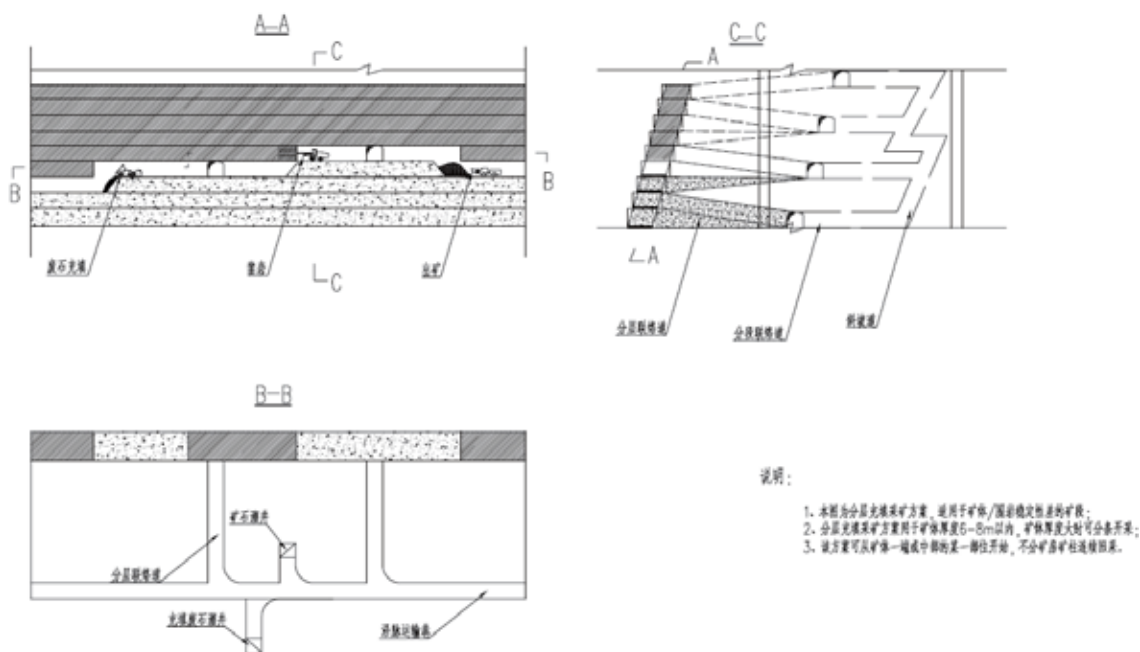 A—A
C
C
B
B
废石充填
凿岩
出矿
C—C
A
A
分层联络道
分段联络道
斜坡道
B—B
矿石溜井
分层联络道
充填废石溜井
沿脉运输巷
说明：
1. 本图为分层充填采矿方案, 适用于矿体/围岩稳定性差的矿段;
2. 分层充填采矿方案用于矿体厚度6-8m以内, 矿体厚度大时可分条开采;
3. 该方案可从矿体一端或中部的某一部位开始, 不分矿房矿柱连续回采。